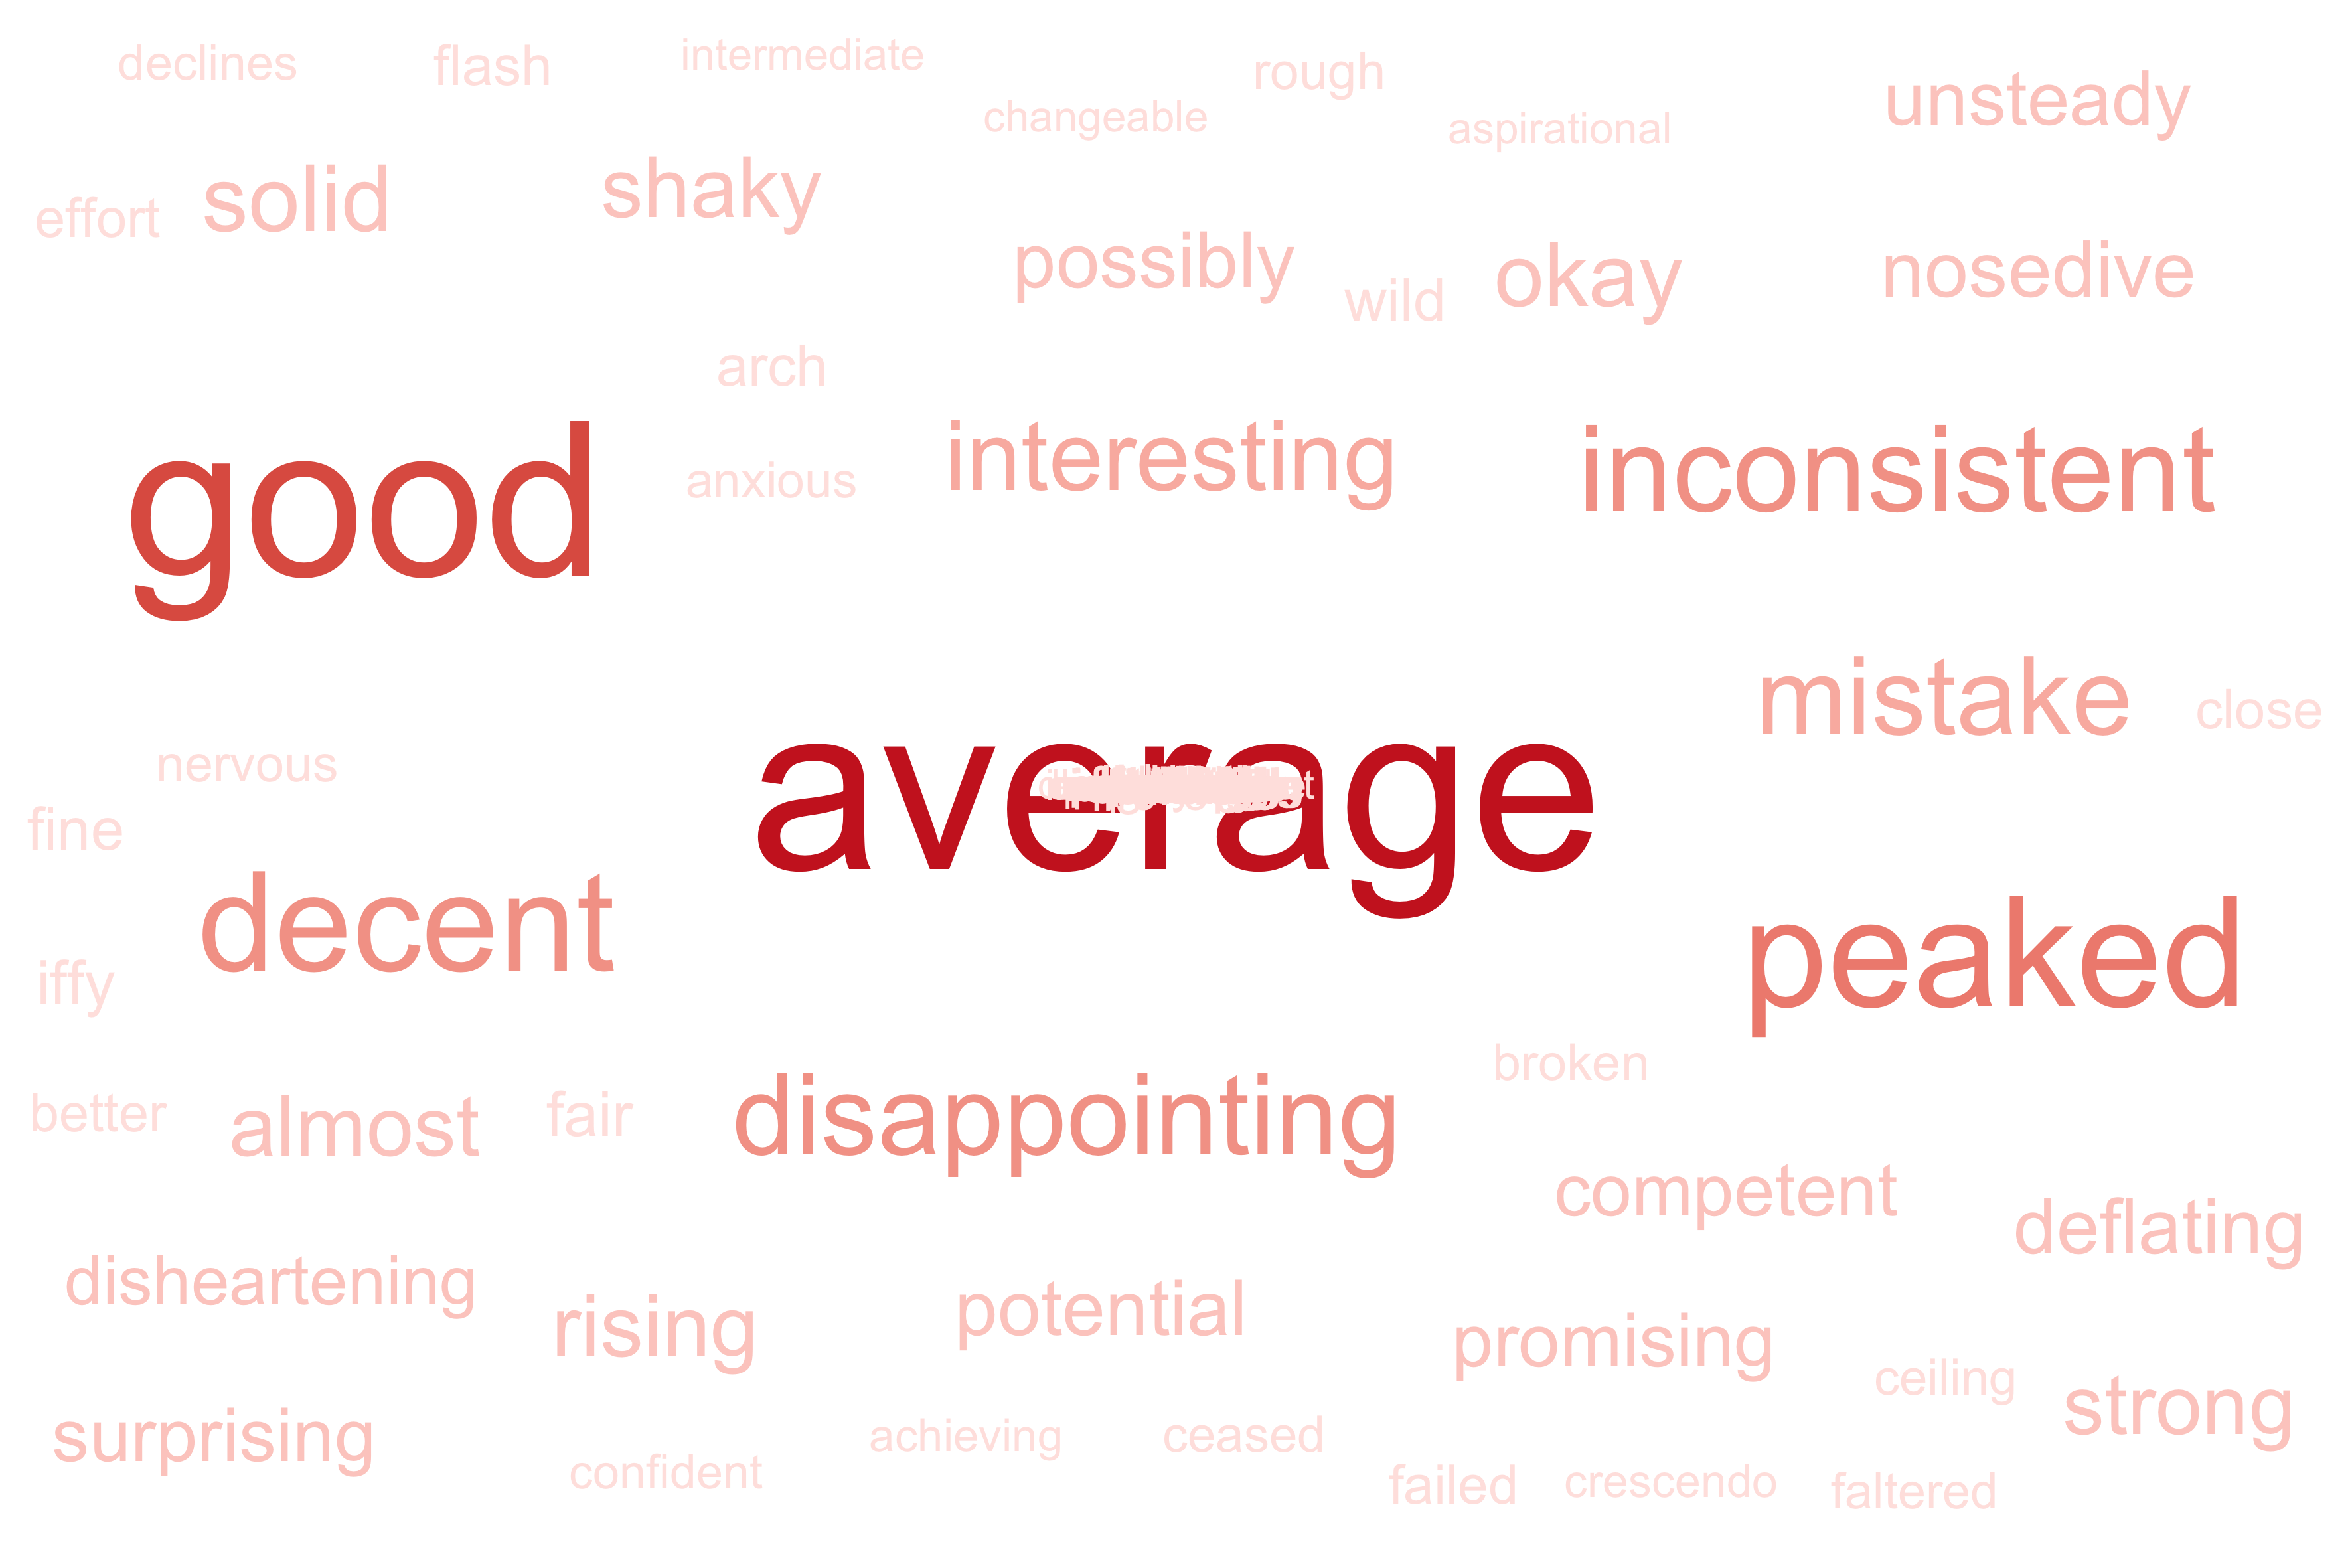 declines flash intermediate rough
changeable aspirational unsteady
effort solid shaky
possibly wild okay nosedive
arch
good anxious interesting inconsistent
mistake close
nervous average
fine
decent peaked
iffy
broken
better almost fair disappointing
competent deflating
disheartening rising potential promising
ceiling strong
surprising achieving ceased
confident failed crescendo faltered